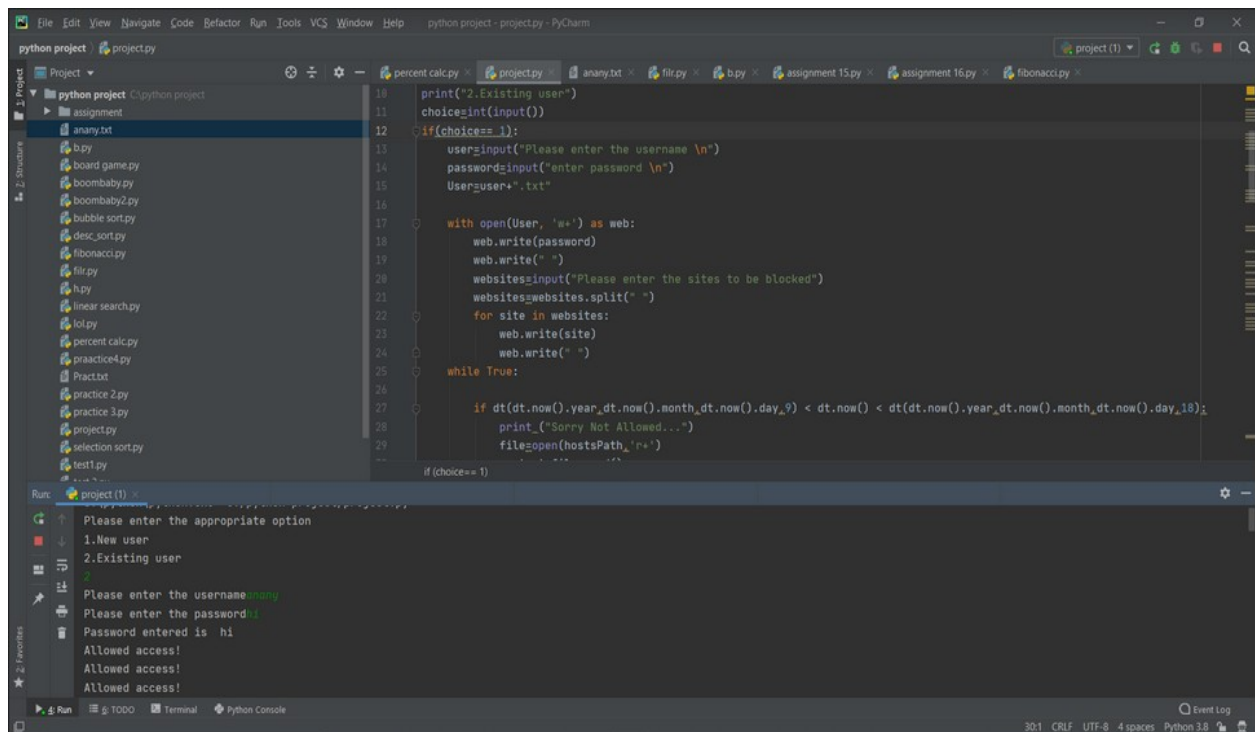 File Edit View Navigate Code Refactor Run Tools VCS Window Help python project - project.py - PyCharm
python project project.py project (1)
1: Project
Project
percent calc.py project.py anany.txt filr.py b.py assignment 15.py assignment 16.py fibonacci.py
python project C:\python project
assignment
anany.txt
b.py
board game.py
boombaby.py
boombaby2.py
bubble sort.py
desc_sort.py
fibonacci.py
filr.py
h.py
linear search.py
lol.py
percent calc.py
praactice4.py
Pract.txt
practice 2.py
practice 3.py
project.py
selection sort.py
test1.py
Z: Structure
10 print("2.Existing user")
11 choice=int(input())
12 if(choice== 1):
13 user=input("Please enter the username \n")
14 password=input("enter password \n")
15 User=user+".txt"
16
17 with open(User, 'w+') as web:
18 web.write(password)
19 web.write(" ")
20 websites=input("Please enter the sites to be blocked")
21 websites=websites.split(" ")
22 for site in websites:
23 web.write(site)
24 web.write(" ")
25 while True:
26
27 if dt(dt.now().year,dt.now().month,dt.now().day,9) < dt.now() < dt(dt.now().year,dt.now().month,dt.now().day,18):
28 print ("Sorry Not Allowed...")
29 file=open(hostsPath,'r+')
if (choice== 1)
Run: project (1)
Please enter the appropriate option
1.New user
2.Existing user
2
Please enter the usernameanany
Please enter the passwordhi
Password entered is hi
Allowed access!
Allowed access!
Allowed access!
2: Favorites
4: Run 6: TODO Terminal Python Console Event Log
30:1 CRLF UTF-8 4 spaces Python 3.8